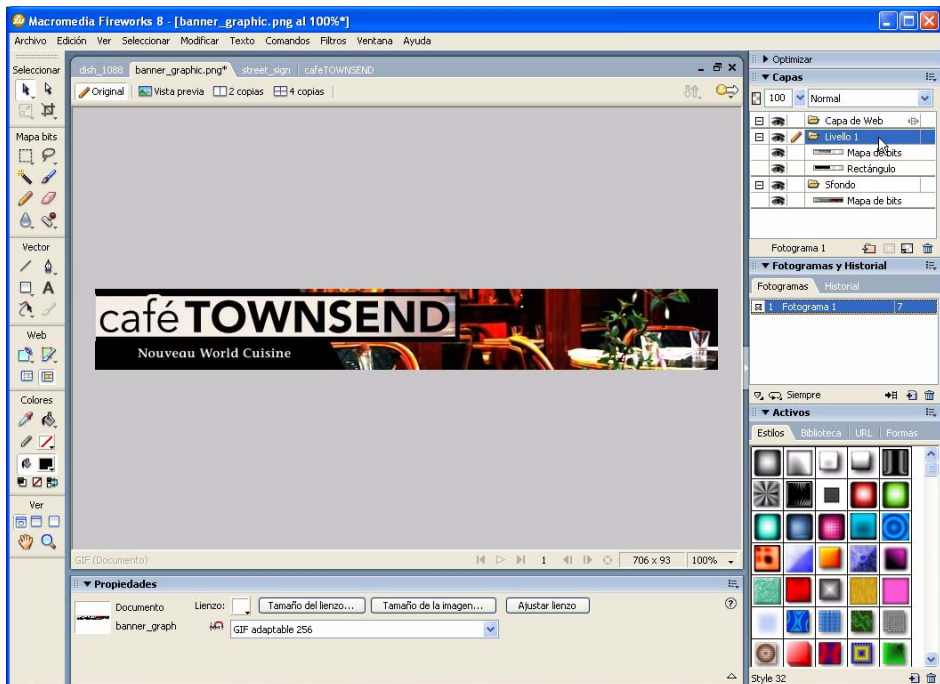 Macromedia Fireworks 8 - [banner_graphic.png al 100%*]
Archivo Edición Ver Seleccionar Modificar Texto Comandos Filtros Ventana Ayuda
Seleccionar
Mapa bits
Vector
Web
Colores
Ver
dish_1088 banner_graphic.png* street_sign cafeTOWNSEND
Original Vista previa 2 copias 4 copias
café TOWNSEND
Nouveau World Cuisine
GIF (Documento) 1 706 x 93 100%
Propiedades
Documento Lienzo: Tamaño del lienzo... Tamaño de la imagen... Ajustar lienzo
banner_graph GIF adaptable 256
Optimizar
Capas
100 Normal
Capa de Web
Livello 1
Mapa de bits
Rectángulo
Sfondo
Mapa de bits
Fotograma 1
Fotogramas y Historial
Fotogramas Historial
1 Fotograma 1 7
Siempre
Activos
Estilos Biblioteca URL Formas
Style 32